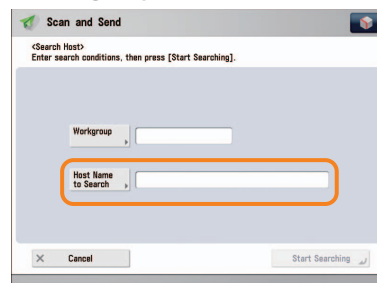 Scan and Send
<Search Host>
Enter search conditions, then press [Start Searching].
Workgroup
Host Name
to Search
Cancel
Start Searching